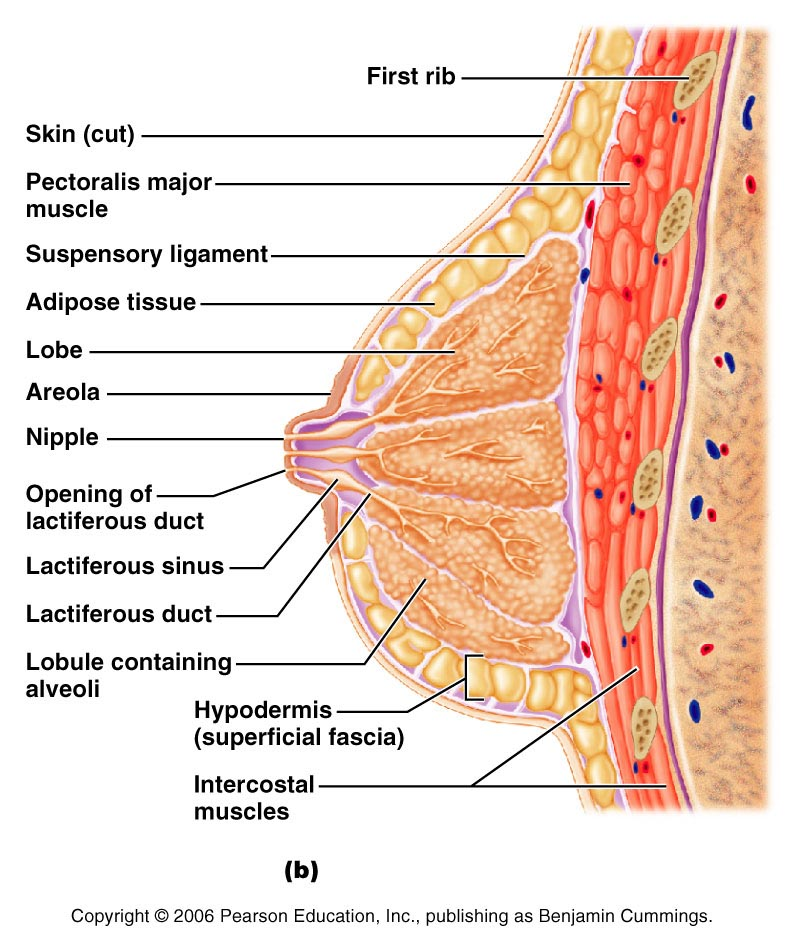 First rib
Skin (cut)
Pectoralis major
muscle
Suspensory ligament
Adipose tissue
Lobe
Areola
Nipple
Opening of
lactiferous duct
Lactiferous sinus
Lactiferous duct
Lobule containing
alveoli
Hypodermis
(superficial fascia)
Intercostal
muscles
(b)
Copyright © 2006 Pearson Education, Inc., publishing as Benjamin Cummings.